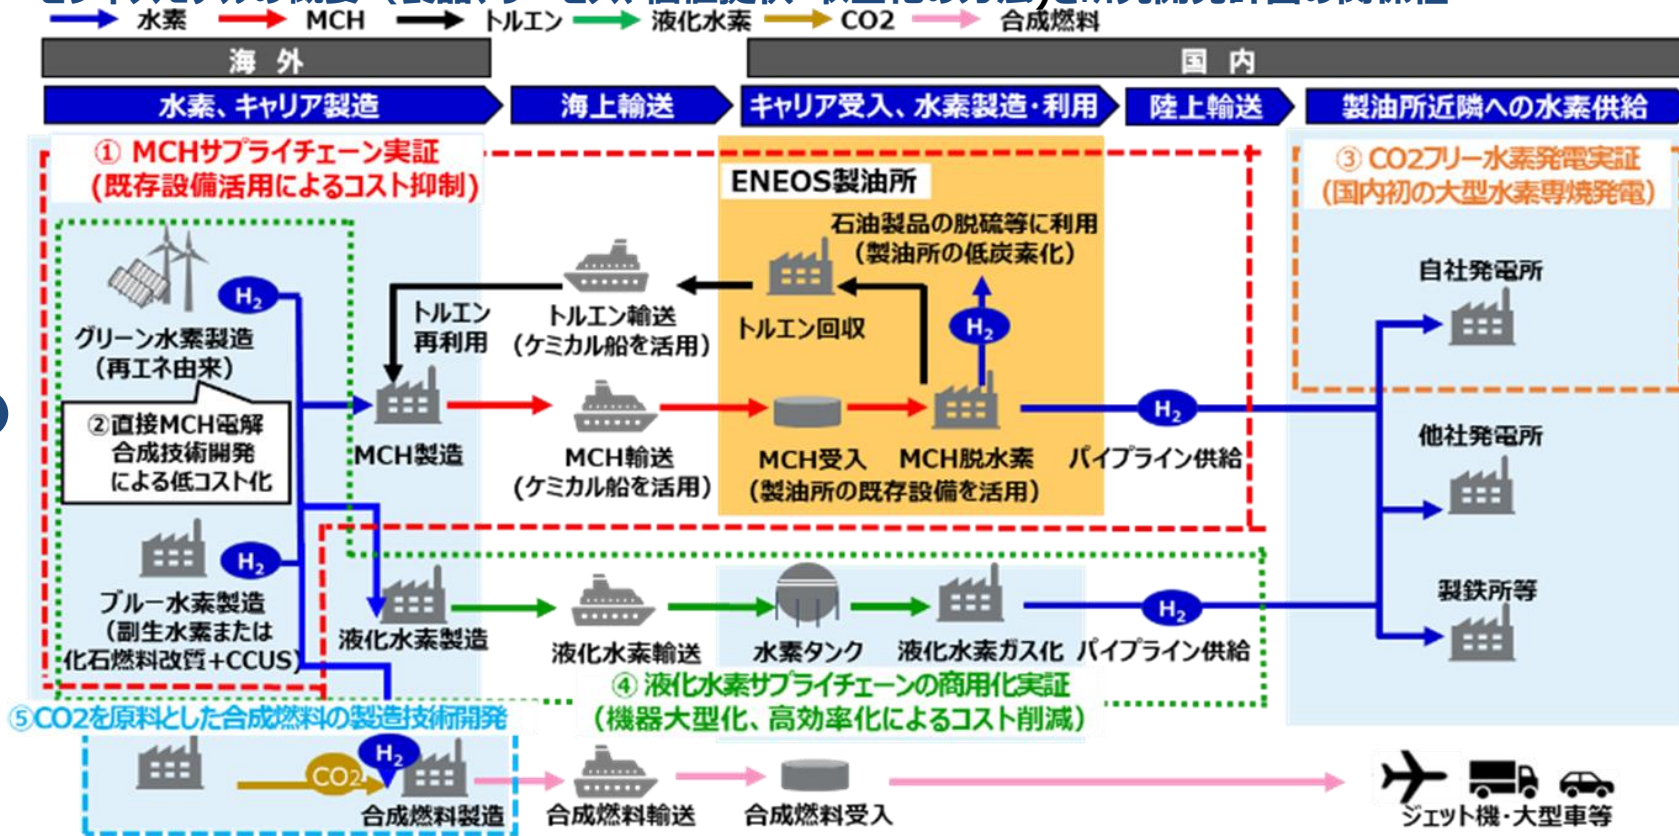 水素 MCH トルエン 液化水素 CO2 合成燃料
海 外
国 内
水素、キャリア製造
海上輸送
キャリア受入、水素製造・利用
陸上輸送
製油所近隣への水素供給
① MCHサプライチェーン実証
(既存設備活用によるコスト抑制)
ENEOS製油所
石油製品の脱硫等に利用
(製油所の低炭素化)
③ CO2フリー水素発電実証
(国内初の大型水素専焼発電)
H2
グリーン水素製造
(再エネ由来)
トルエン
再利用
トルエン輸送
(ケミカル船を活用)
トルエン回収
H2
自社発電所
②直接MCH電解
合成技術開発
による低コスト化
MCH製造
MCH輸送
(ケミカル船を活用)
MCH受入
MCH脱水素
(製油所の既存設備を活用)
H2
パイプライン供給
他社発電所
H2
ブルー水素製造
(副生水素または
化石燃料改質+CCUS)
液化水素製造
液化水素輸送
水素タンク
液化水素ガス化
H2
パイプライン供給
製鉄所等
④ 液化水素サプライチェーンの商用化実証
(機器大型化、高効率化によるコスト削減)
⑤CO2を原料とした合成燃料の製造技術開発
CO2
H2
合成燃料製造
合成燃料輸送
合成燃料受入
ジェット機・大型車等